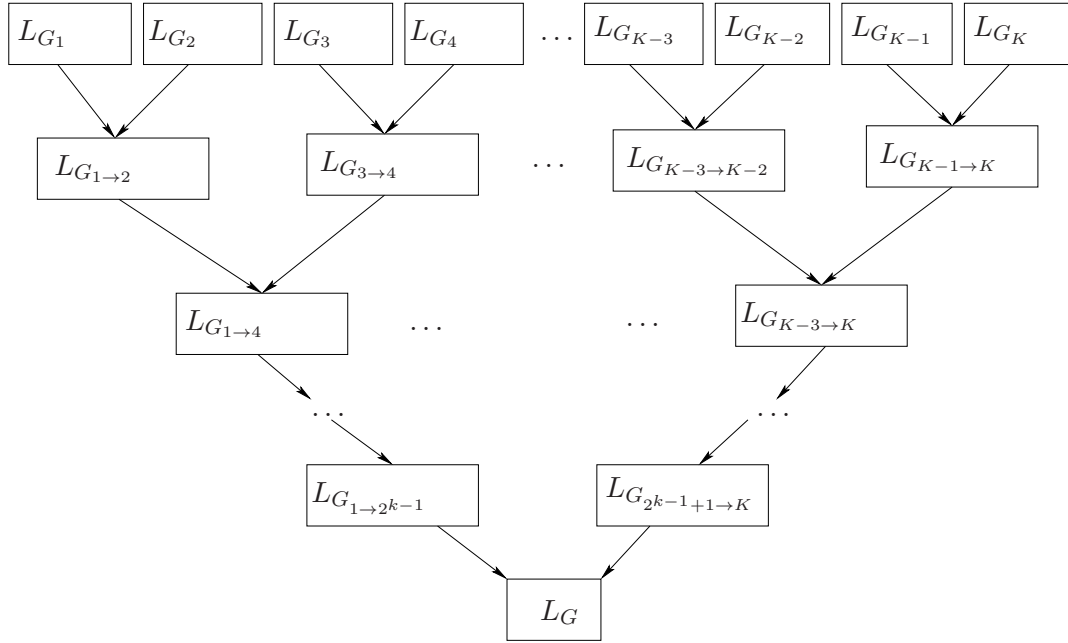 L_{G_1} L_{G_2} L_{G_3} L_{G_4} ... L_{G_{K-3}} L_{G_{K-2}} L_{G_{K-1}} L_{G_K}
L_{G_{1→2}} L_{G_{3→4}} ... L_{G_{K-3→K-2}} L_{G_{K-1→K}}
L_{G_{1→4}} ... ... L_{G_{K-3→K}}
... ...
L_{G_{1→2^{k-1}}} L_{G_{2^{k-1}+1→K}}
L_G